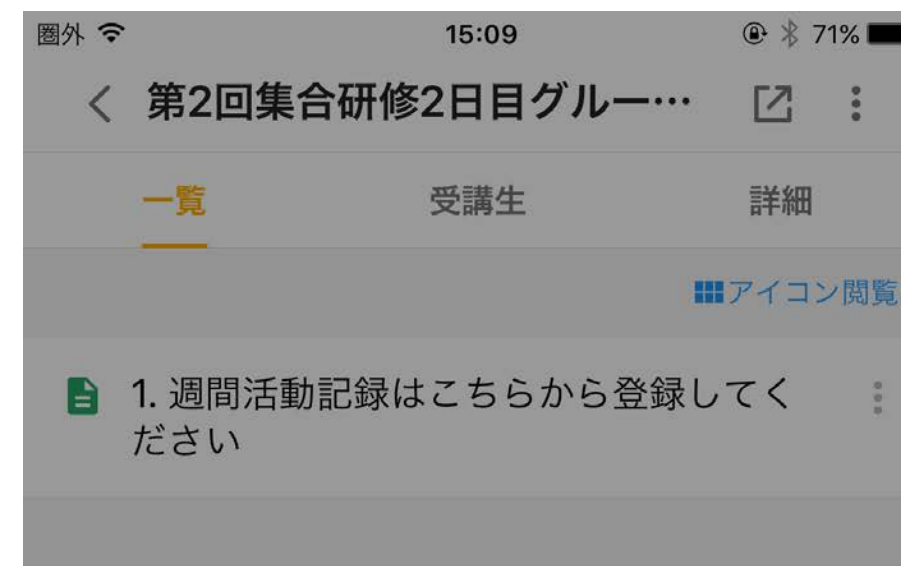 圏外 15:09 71%
第2回集合研修2日目グルー…
一覧 受講生 詳細
アイコン閲覧
1. 週間活動記録はこちらから登録してく
ださい